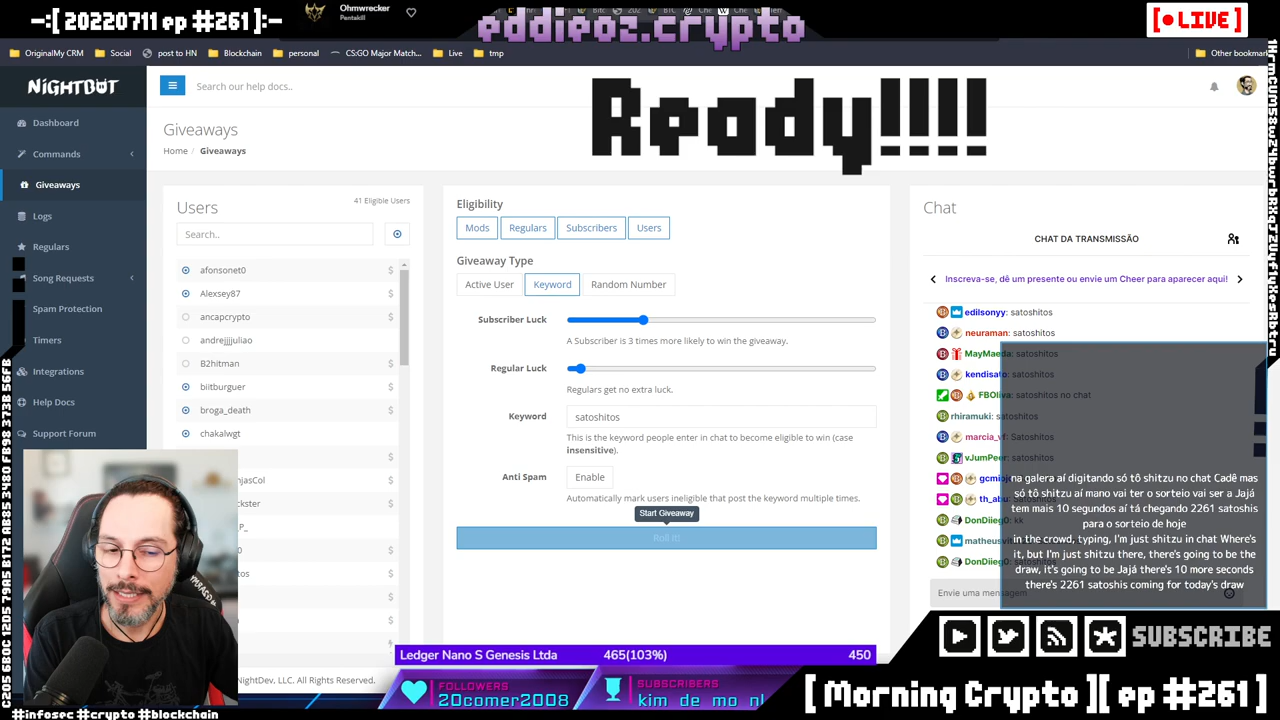 -:[ 20220711 ep #261 ]:-
Ohmwrecker
Pentakill
eddieoz.crypto
[ LIVE ]
OriginalMy CRM
Social
post to HN
Blockchain
personal
CS:GO Major Match...
Live
tmp
Other bookmar
NIGHTBOT
Search our help docs..
Ready!!!!
Dashboard
Commands
Giveaways
Logs
Regulars
Song Requests
Spam Protection
Timers
Integrations
Help Docs
Support Forum
Giveaways
Home / Giveaways
Users
41 Eligible Users
Search..
afonsonet0 $
Alexsey87 $
ancapcrypto $
andrejjjjuliao $
B2hitman $
biitburguer $
broga_death $
chakalwgt $
njasCol
ckster
Eligibility
Mods
Regulars
Subscribers
Users
Giveaway Type
Active User
Keyword
Random Number
Subscriber Luck
A Subscriber is 3 times more likely to win the giveaway.
Regular Luck
Regulars get no extra luck.
Keyword
satoshitos
This is the keyword people enter in chat to become eligible to win (case
insensitive).
Anti Spam
Enable
Automatically mark users ineligible that post the keyword multiple times.
Start Giveaway
Roll It!
Chat
CHAT DA TRANSMISSÃO
Inscreva-se, dê um presente ou envie um Cheer para aparecer aqui!
edilsonyy: satoshitos
neuraman: satoshitos
MayMaeda: satoshitos
kendisato: satoshitos
FBOliva: satoshitos no chat
rhiramuki: satoshitos
marcia_vf: Satoshitos
vJumPeer: satoshitos
DonDiiegO: kk
Envie uma mensagem
na galera aí digitando só tô shitzu no chat Cadê mas
só tô shitzu aí mano vai ter o sorteio vai ser a Jajá
tem mais 10 segundos aí tá chegando 2261 satoshis
para o sorteio de hoje
in the crowd, typing, I'm just shitzu in chat Where's
it, but I'm just shitzu there, there's going to be the
draw, it's going to be Jajá there's 10 more seconds
there's 2261 satoshis coming for today's draw
SUBSCRIBE
Ledger Nano S Genesis Ltda 465(103%) 450
NightDev, LLC. All Rights Reserved.
FOLLOWERS
20comer2008
SUBSCRIBERS
kim de mo nl
[ Morning Crypto ][ ep #261 ]
#infosec #crypto #blockchain